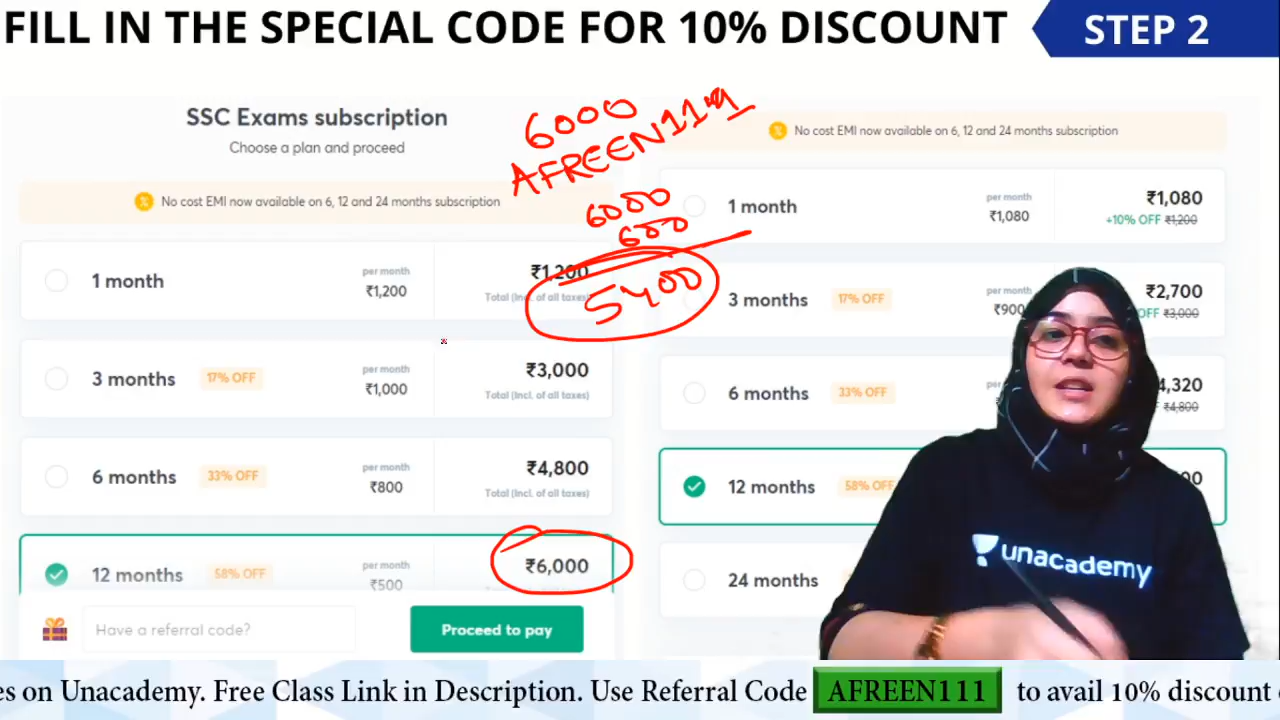 FILL IN THE SPECIAL CODE FOR 10% DISCOUNT
STEP 2
SSC Exams subscription
Choose a plan and proceed
No cost EMI now available on 6, 12 and 24 months subscription
1 month
per month
₹1,200
₹1,200
Total (Incl. of all taxes)
3 months
17% OFF
per month
₹1,000
₹3,000
Total (Incl. of all taxes)
6 months
33% OFF
per month
₹800
₹4,800
Total (Incl. of all taxes)
12 months
58% OFF
per month
₹500
₹6,000
Have a referral code?
Proceed to pay
6000
AFREEN111
6000
600
5400
No cost EMI now available on 6, 12 and 24 months subscription
1 month
per month
₹1,080
₹1,080
+10% OFF ₹1,200
3 months
17% OFF
per month
₹900
₹2,700
OFF ₹3,000
6 months
33% OFF
4,320
₹4,800
12 months
58% OFF
24 months
unacademy
es on Unacademy. Free Class Link in Description. Use Referral Code AFREEN111 to avail 10% discount